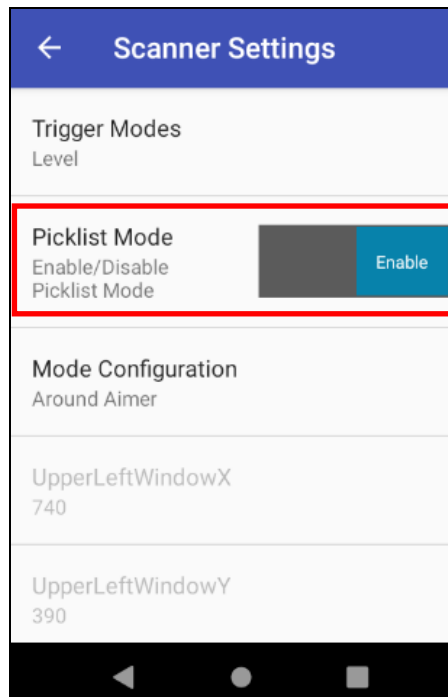 Scanner Settings
Trigger Modes
Level
Picklist Mode
Enable/Disable
Picklist Mode
Enable
Mode Configuration
Around Aimer
UpperLeftWindowX
740
UpperLeftWindowY
390